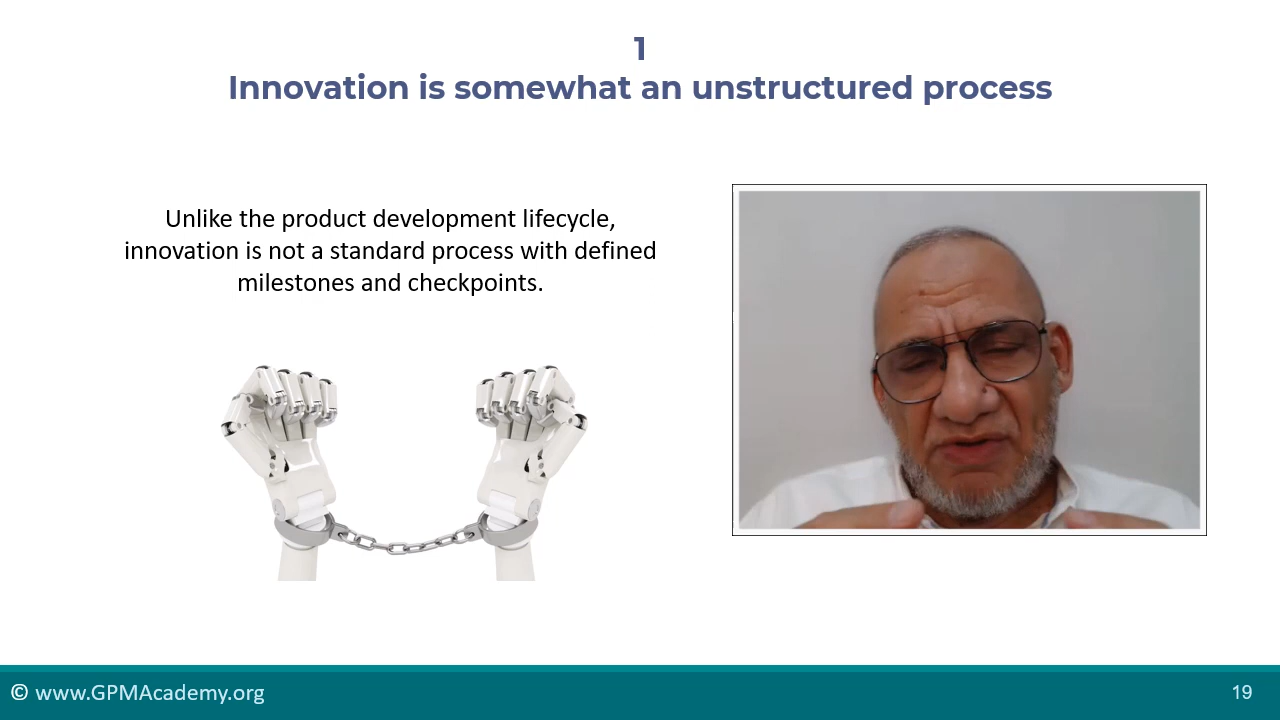 1
Innovation is somewhat an unstructured process
Unlike the product development lifecycle,
innovation is not a standard process with defined
milestones and checkpoints.
© www.GPMAcademy.org
19